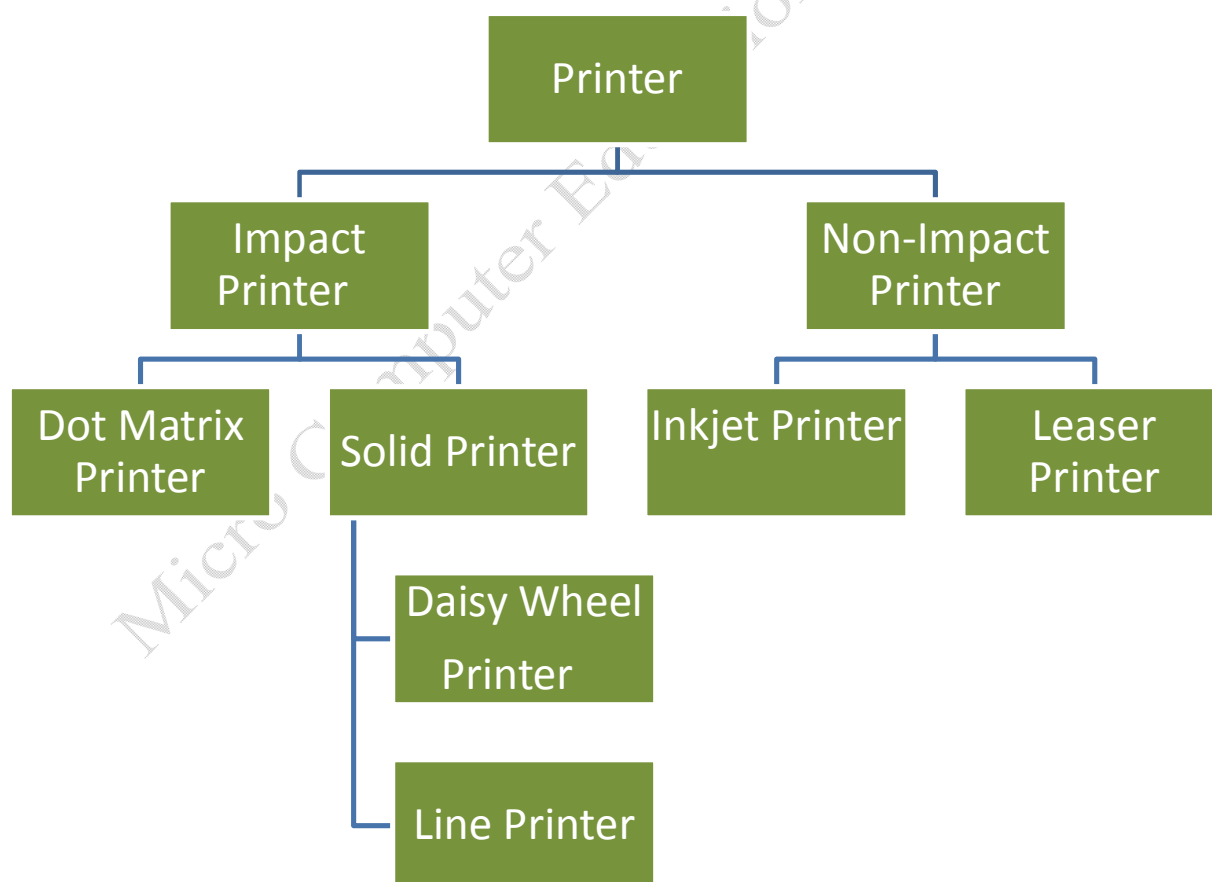 Printer
Impact
Printer
Non-Impact
Printer
Dot Matrix
Printer
Solid Printer
Inkjet Printer
Leaser
Printer
Daisy Wheel
Printer
Line Printer
Micro